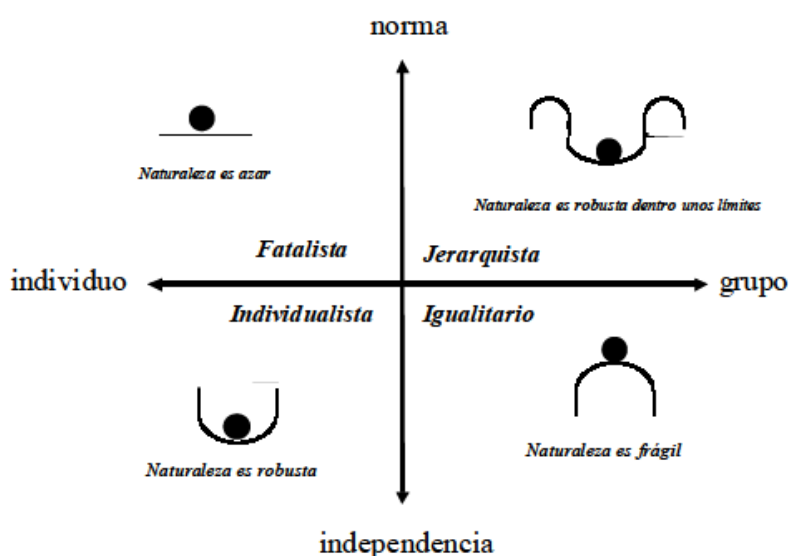 norma
Naturaleza es azar
Naturaleza es robusta dentro unos límites
Fatalista
Jerarquista
individuo
grupo
Individualista
Igualitario
Naturaleza es robusta
Naturaleza es frágil
independencia